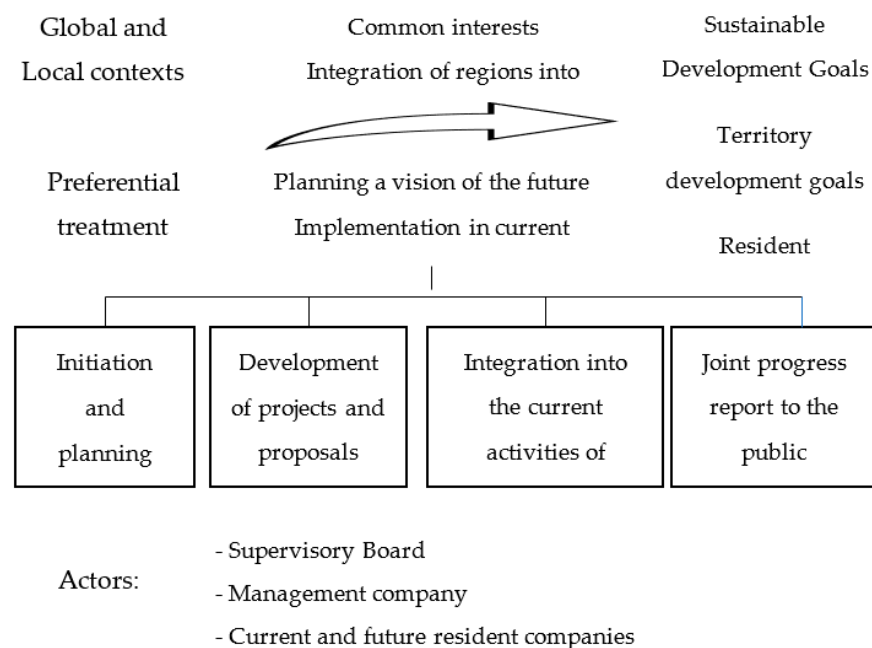 Global and
Local contexts
Common interests
Integration of regions into
Sustainable
Development Goals
Territory
development goals
Resident
Preferential
treatment
Planning a vision of the future
Implementation in current
Initiation
and
planning
Development
of projects and
proposals
Integration into
the current
activities of
Joint progress
report to the
public
Actors:
- Supervisory Board
- Management company
- Current and future resident companies